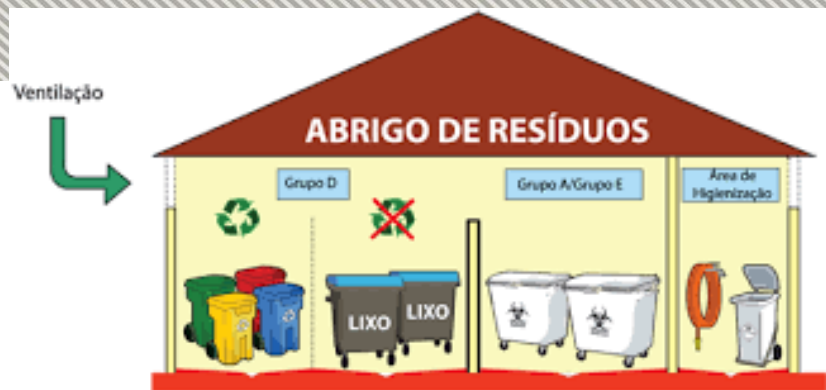 Ventilação
ABRIGO DE RESÍDUOS
Grupo D
Grupo A/Grupo E
Área de
Higienização
LIXO
LIXO